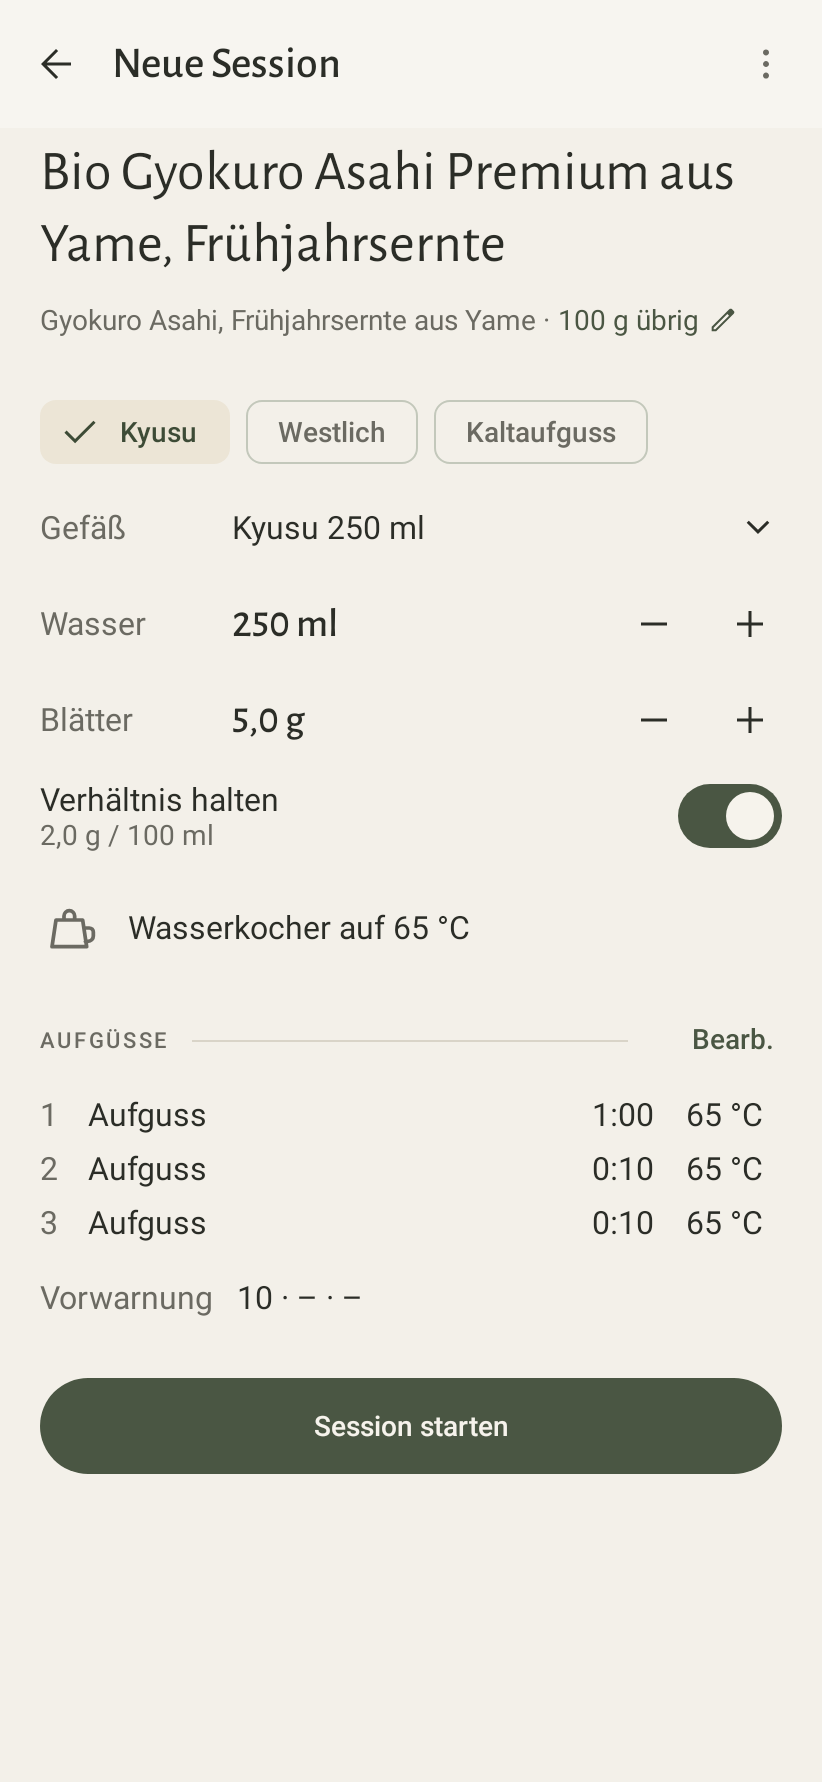 Neue Session
Bio Gyokuro Asahi Premium aus
Yame, Frühjahrsernte
Gyokuro Asahi, Frühjahrsernte aus Yame · 100 g übrig
Kyusu Westlich Kaltaufguss
Gefäß Kyusu 250 ml
Wasser 250 ml
Blätter 5,0 g
Verhältnis halten
2,0 g / 100 ml
Wasserkocher auf 65 °C
AUFGÜSSE Bearb.
1 Aufguss 1:00 65 °C
2 Aufguss 0:10 65 °C
3 Aufguss 0:10 65 °C
Vorwarnung 10 · – · –
Session starten